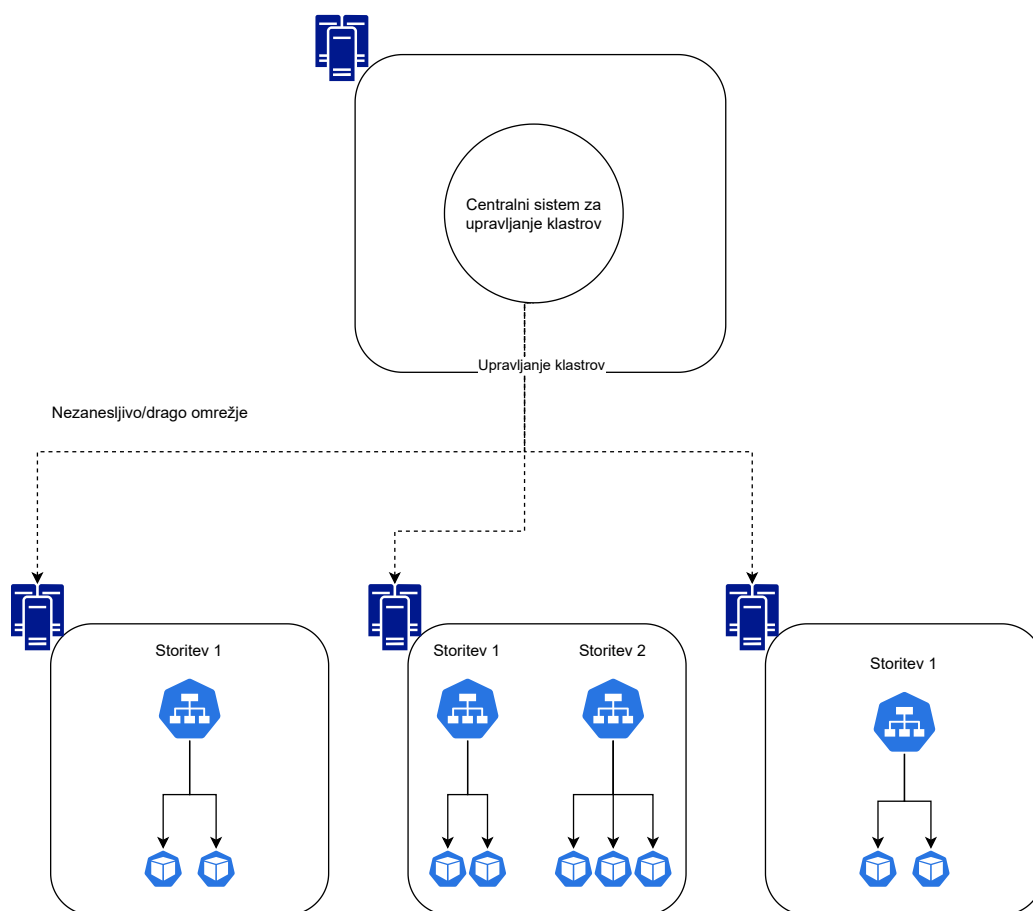 Centralni sistem za
upravljanje klastrov
Upravljanje klastrov
Nezanesljivo/drago omrežje
Storitev 1
Storitev 1
Storitev 2
Storitev 1